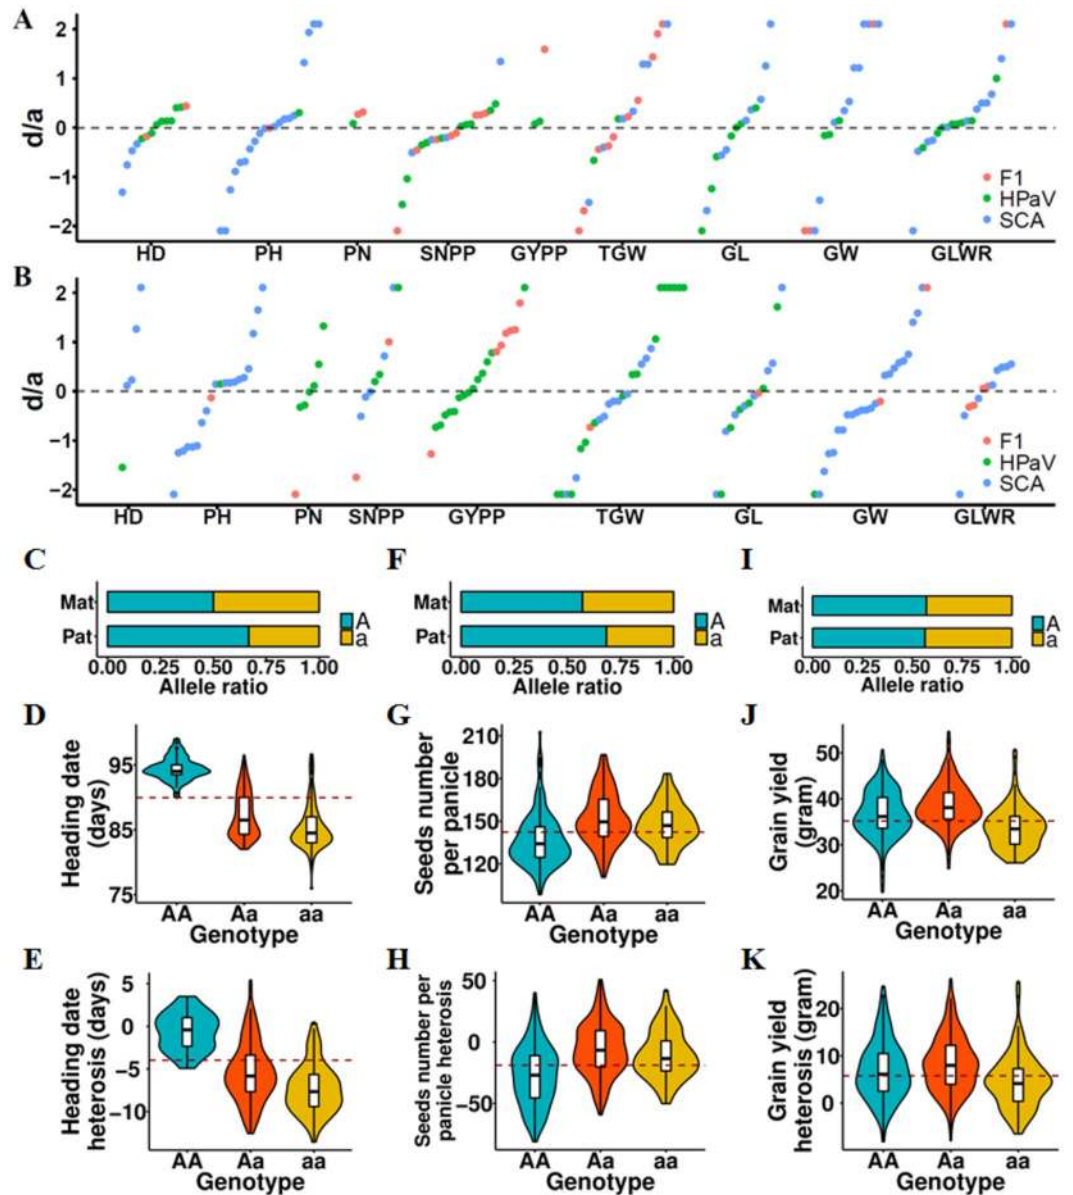 A
d/a
2
1
0
−1
−2
F1
HPaV
SCA
HD PH PN SNPP GYPP TGW GL GW GLWR
B
d/a
2
1
0
−1
−2
F1
HPaV
SCA
HD PH PN SNPP GYPP TGW GL GW GLWR
C
Mat
Pat
A
a
0.00 0.25 0.50 0.75 1.00
Allele ratio
F
Mat
Pat
A
a
0.00 0.25 0.50 0.75 1.00
Allele ratio
I
Mat
Pat
A
a
0.00 0.25 0.50 0.75 1.00
Allele ratio
D
Heading date
(days)
95
85
75
AA Aa aa
Genotype
G
Seeds number
per panicle
210
180
150
120
AA Aa aa
Genotype
J
Grain yield
(gram)
50
40
30
20
AA Aa aa
Genotype
E
Heading date
heterosis (days)
5
0
−5
−10
AA Aa aa
Genotype
H
Seeds number per
panicle heterosis
50
0
−50
AA Aa aa
Genotype
K
Grain yield
heterosis (gram)
20
10
0
AA Aa aa
Genotype